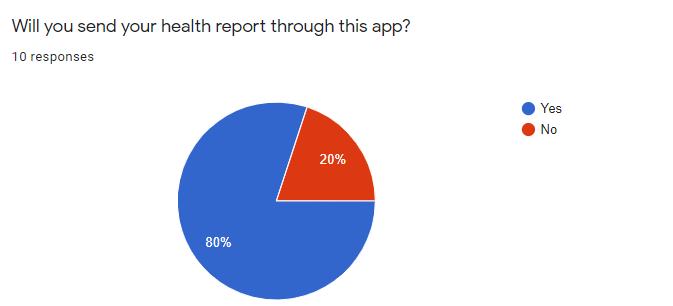 Will you send your health report through this app?
10 responses
Yes
No
20%
80%